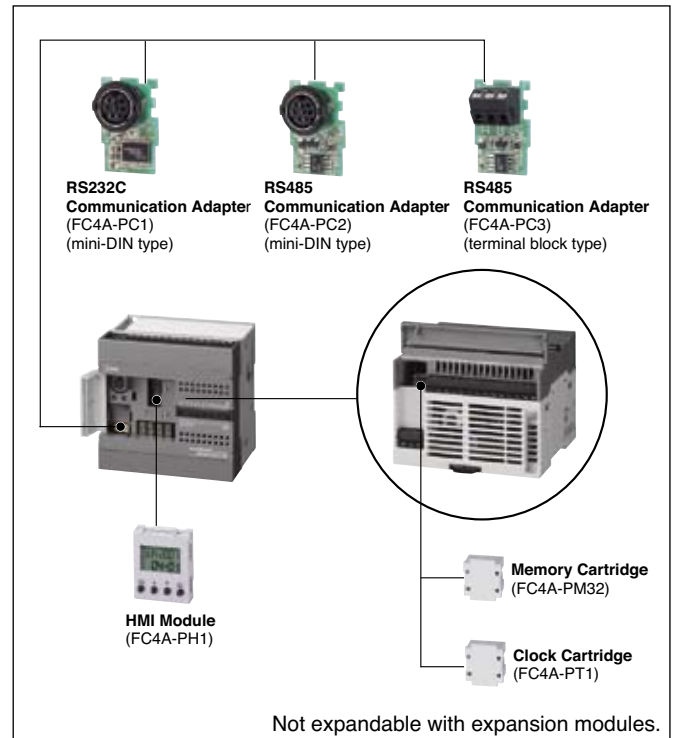 RS232C
Communication Adapter
(FC4A-PC1)
(mini-DIN type)
RS485
Communication Adapter
(FC4A-PC2)
(mini-DIN type)
RS485
Communication Adapter
(FC4A-PC3)
(terminal block type)
HMI Module
(FC4A-PH1)
Memory Cartridge
(FC4A-PM32)
Clock Cartridge
(FC4A-PT1)
Not expandable with expansion modules.